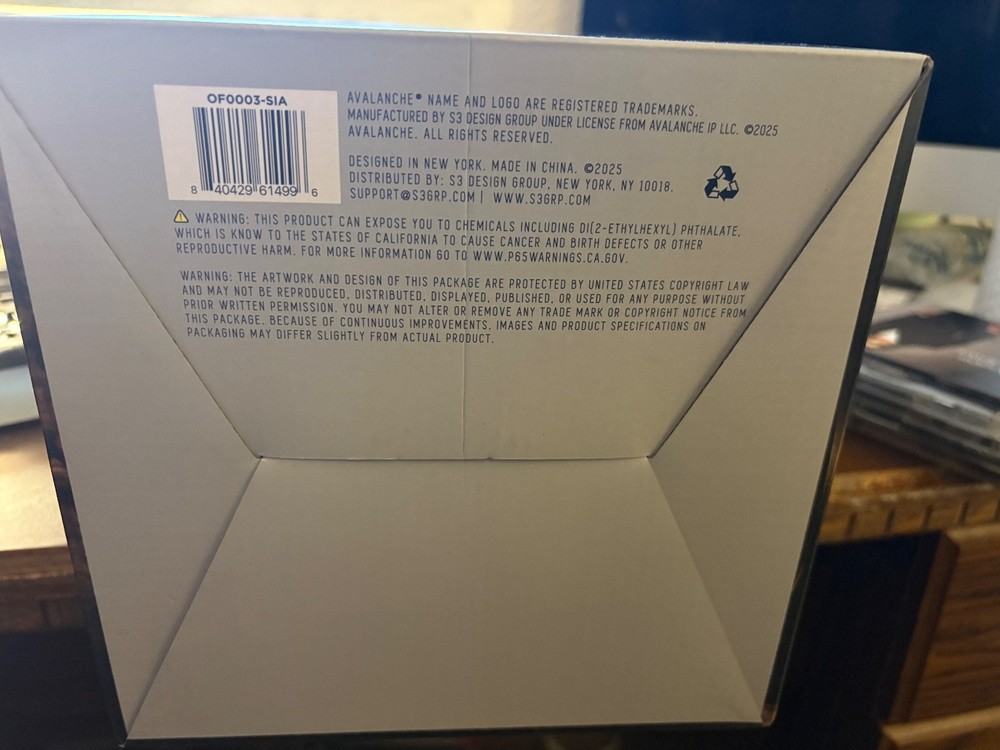 OF0003-SIA
8 40429 61499 6
AVALANCHE® NAME AND LOGO ARE REGISTERED TRADEMARKS.
MANUFACTURED BY S3 DESIGN GROUP UNDER LICENSE FROM AVALANCHE IP LLC. ©2025
AVALANCHE. ALL RIGHTS RESERVED.
DESIGNED IN NEW YORK. MADE IN CHINA. ©2025
DISTRIBUTED BY: S3 DESIGN GROUP, NEW YORK, NY 10018.
SUPPORT@S3GRP.COM | WWW.S3GRP.COM
WARNING: THIS PRODUCT CAN EXPOSE YOU TO CHEMICALS INCLUDING DI(2-ETHYLHEXYL) PHTHALATE,
WHICH IS KNOW TO THE STATES OF CALIFORNIA TO CAUSE CANCER AND BIRTH DEFECTS OR OTHER
REPRODUCTIVE HARM. FOR MORE INFORMATION GO TO WWW.P65WARNINGS.CA.GOV.
WARNING: THE ARTWORK AND DESIGN OF THIS PACKAGE ARE PROTECTED BY UNITED STATES COPYRIGHT LAW
AND MAY NOT BE REPRODUCED, DISTRIBUTED, DISPLAYED, PUBLISHED, OR USED FOR ANY PURPOSE WITHOUT
PRIOR WRITTEN PERMISSION. YOU MAY NOT ALTER OR REMOVE ANY TRADE MARK OR COPYRIGHT NOTICE FROM
THIS PACKAGE. BECAUSE OF CONTINUOUS IMPROVEMENTS, IMAGES AND PRODUCT SPECIFICATIONS ON
PACKAGING MAY DIFFER SLIGHTLY FROM ACTUAL PRODUCT.